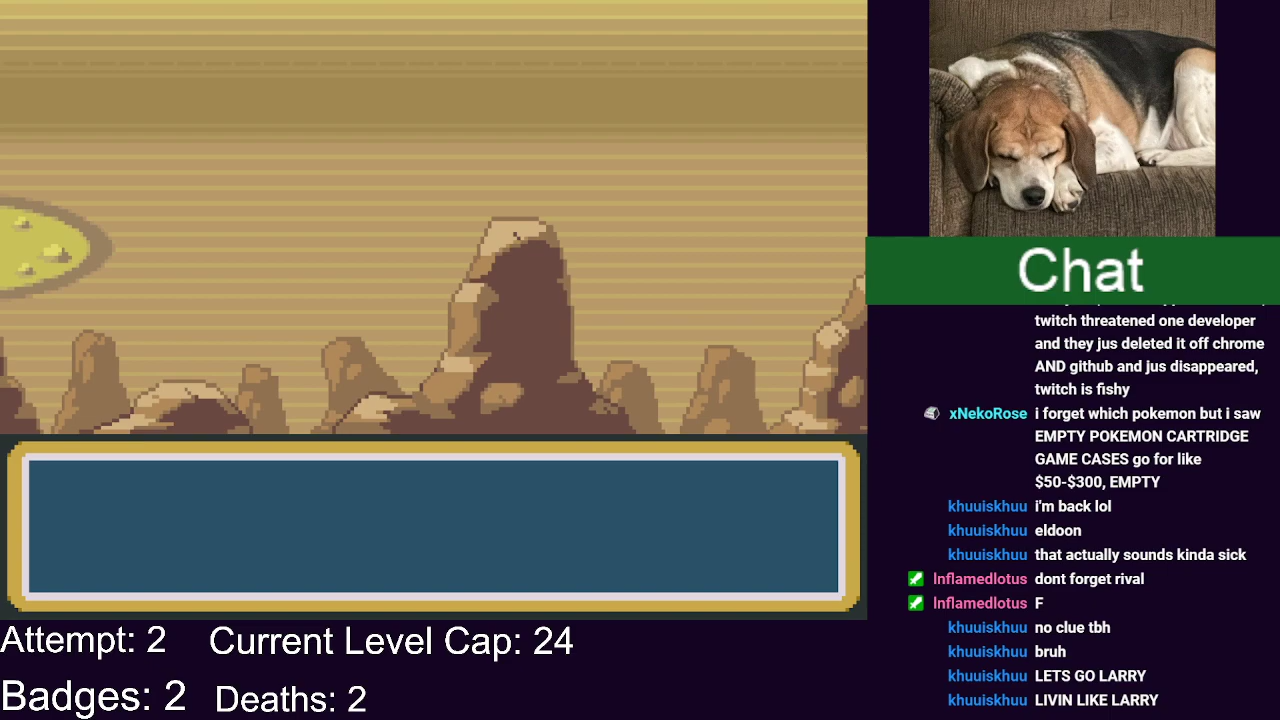 Chat
twitch threatened one developer
and they jus deleted it off chrome
AND github and jus disappeared,
twitch is fishy
xNekoRose i forget which pokemon but i saw
EMPTY POKEMON CARTRIDGE
GAME CASES go for like
$50-$300, EMPTY
khuuiskhuu i'm back lol
khuuiskhuu eldoon
khuuiskhuu that actually sounds kinda sick
Inflamedlotus dont forget rival
Inflamedlotus F
khuuiskhuu no clue tbh
khuuiskhuu bruh
khuuiskhuu LETS GO LARRY
khuuiskhuu LIVIN LIKE LARRY
Attempt: 2 Current Level Cap: 24
Badges: 2 Deaths: 2